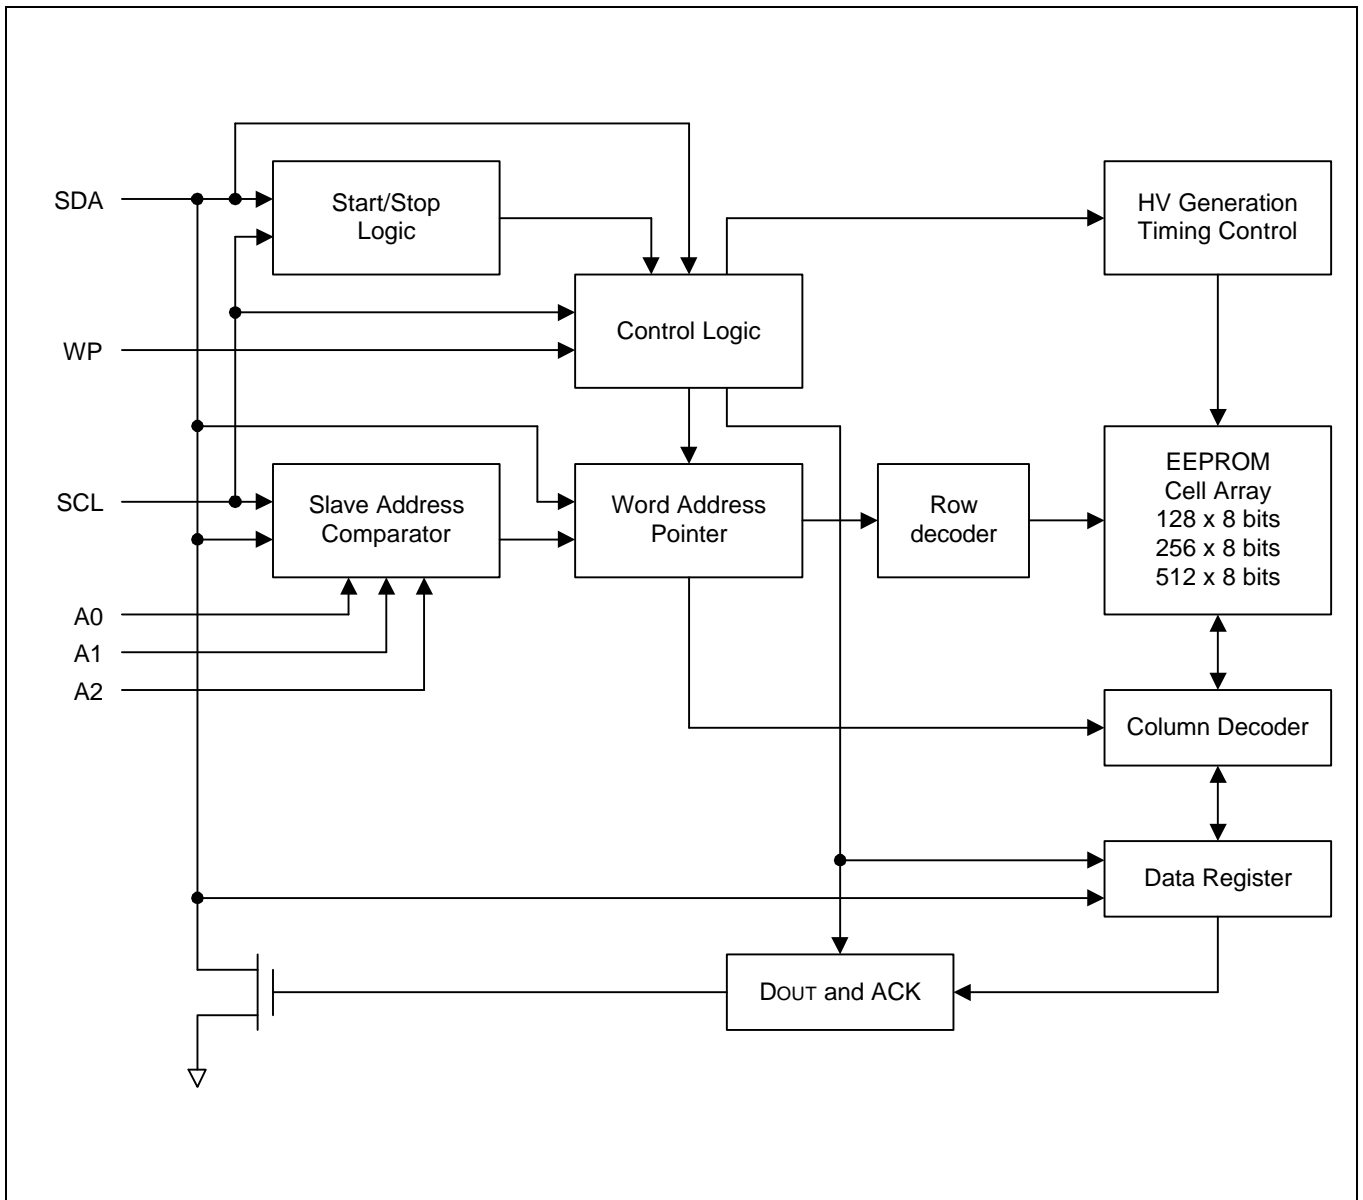 SDA
Start/Stop
Logic
HV Generation
Timing Control
Control Logic
WP
SCL
Slave Address
Comparator
Word Address
Pointer
Row
decoder
EEPROM
Cell Array
128 x 8 bits
256 x 8 bits
512 x 8 bits
A0
A1
A2
Column Decoder
Data Register
DOUT and ACK